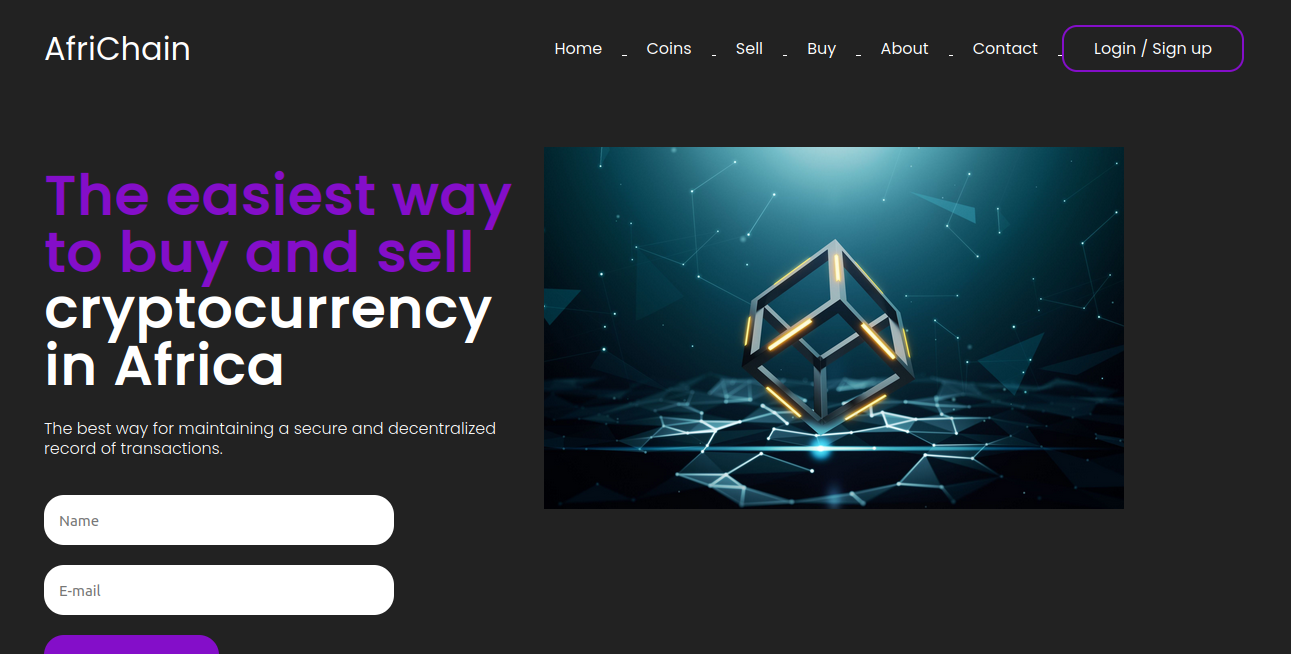 AfriChain
Home Coins Sell Buy About Contact Login / Sign up
The easiest way
to buy and sell
cryptocurrency
in Africa
The best way for maintaining a secure and decentralized
record of transactions.
Name
E-mail